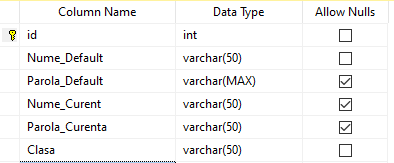 Column Name Data Type Allow Nulls
id int
Nume_Default varchar(50)
Parola_Default varchar(MAX)
Nume_Curent varchar(50)
Parola_Curenta varchar(50)
Clasa varchar(50)